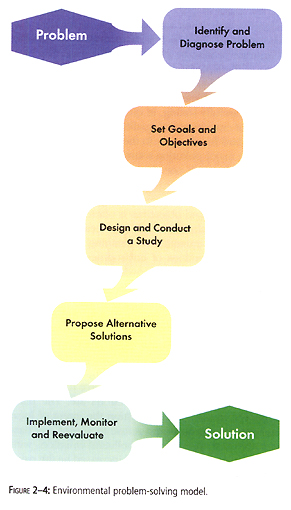 Problem
Identify and
Diagnose Problem
Set Goals and
Objectives
Design and Conduct
a Study
Propose Alternative
Solutions
Implement, Monitor
and Reevaluate
Solution
FIGURE 2–4: Environmental problem-solving model.